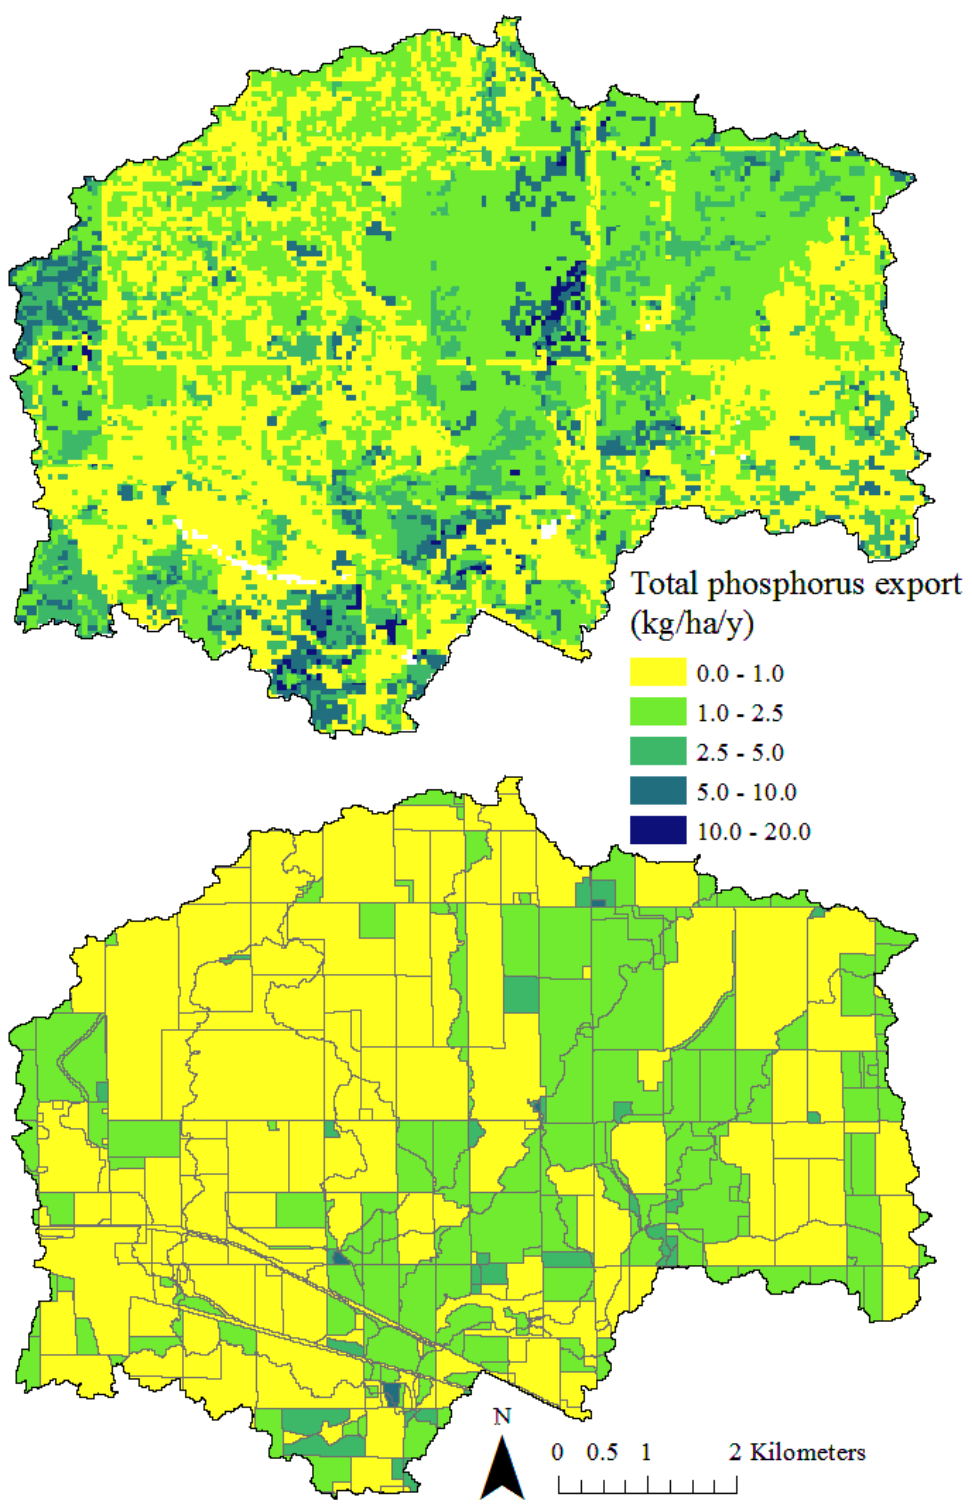 Total phosphorus export
(kg/ha/y)
0.0 - 1.0
1.0 - 2.5
2.5 - 5.0
5.0 - 10.0
10.0 - 20.0
N
0 0.5 1 2 Kilometers